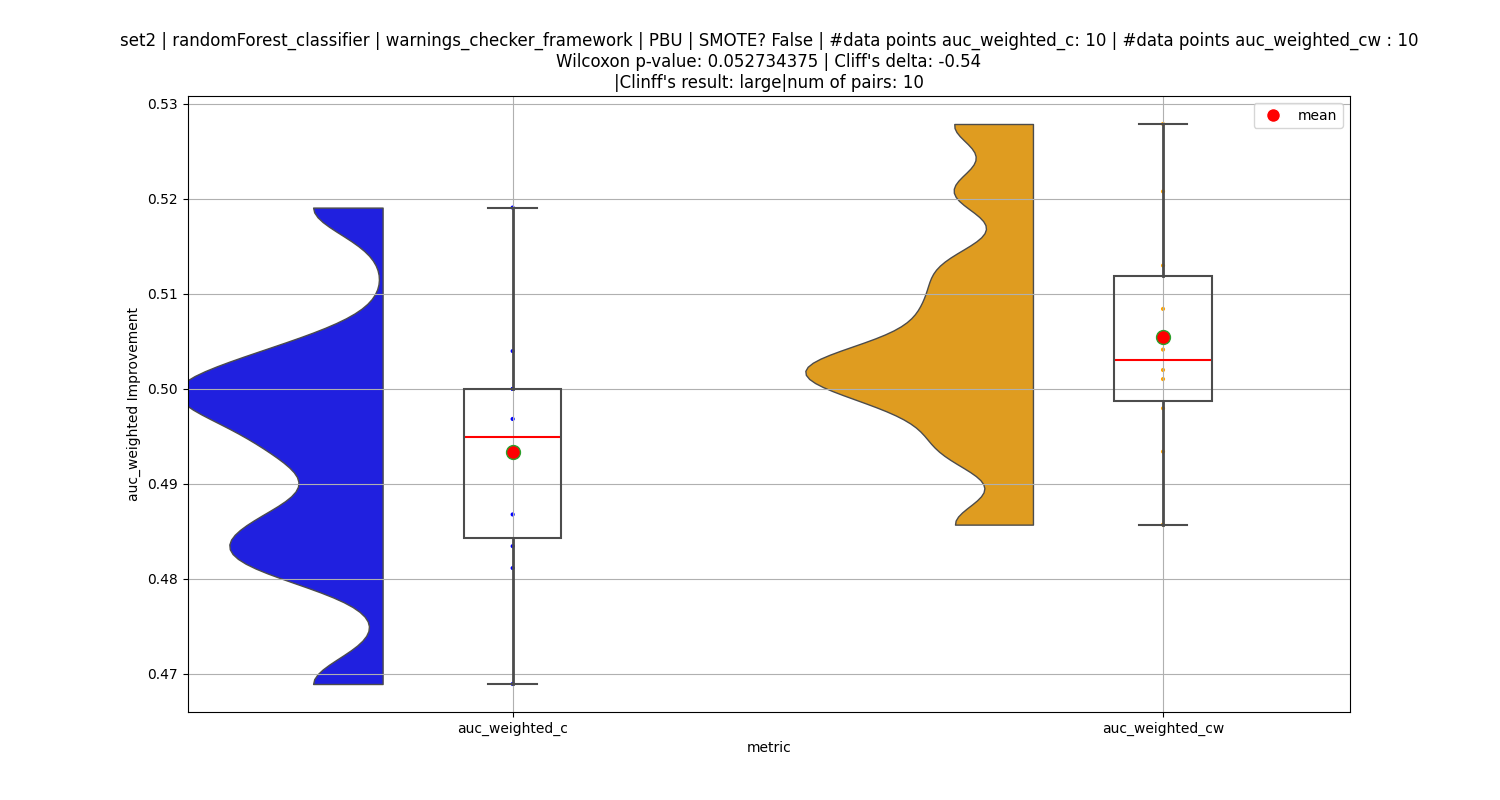 set2 | randomForest_classifier | warnings_checker_framework | PBU | SMOTE? False | #data points auc_weighted_c: 10 | #data points auc_weighted_cw : 10
Wilcoxon p-value: 0.052734375 | Cliff's delta: -0.54
|Clinff's result: large|num of pairs: 10
mean
0.53
0.52
0.51
0.50
0.49
0.48
0.47
auc_weighted Improvement
auc_weighted_c
auc_weighted_cw
metric